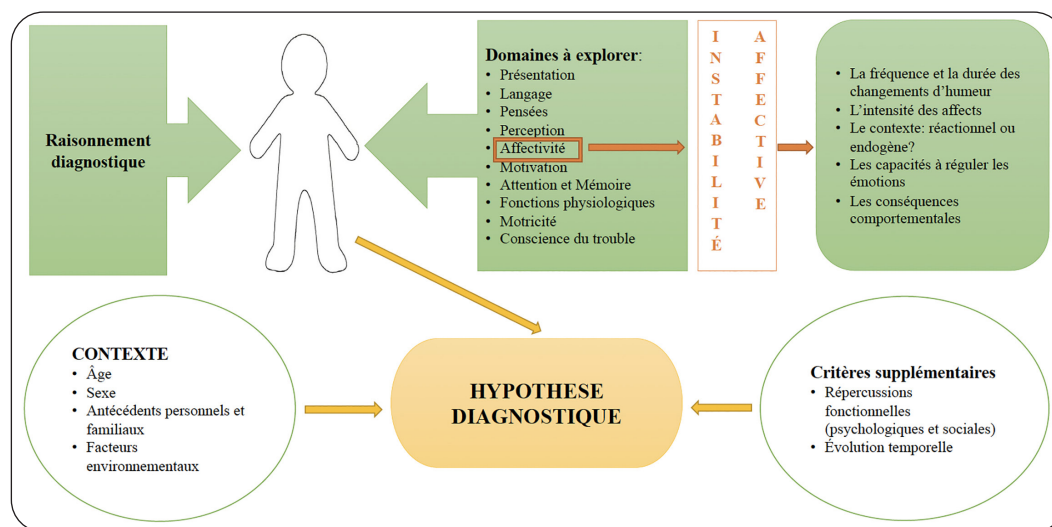 Raisonnement
diagnostique
Domaines à explorer:
• Présentation
• Langage
• Pensées
• Perception
• Affectivité
• Motivation
• Attention et Mémoire
• Fonctions physiologiques
• Motricité
• Conscience du trouble
INSTABILITÉ
AFFECTIVE
• La fréquence et la durée des
changements d’humeur
• L’intensité des affects
• Le contexte: réactionnel ou
endogène?
• Les capacités à réguler les
émotions
• Les conséquences
comportementales
CONTEXTE
• Âge
• Sexe
• Antécédents personnels et
familiaux
• Facteurs
environnementaux
HYPOTHESE
DIAGNOSTIQUE
Critères supplémentaires
• Répercussions
fonctionnelles
(psychologiques et sociales)
• Évolution temporelle